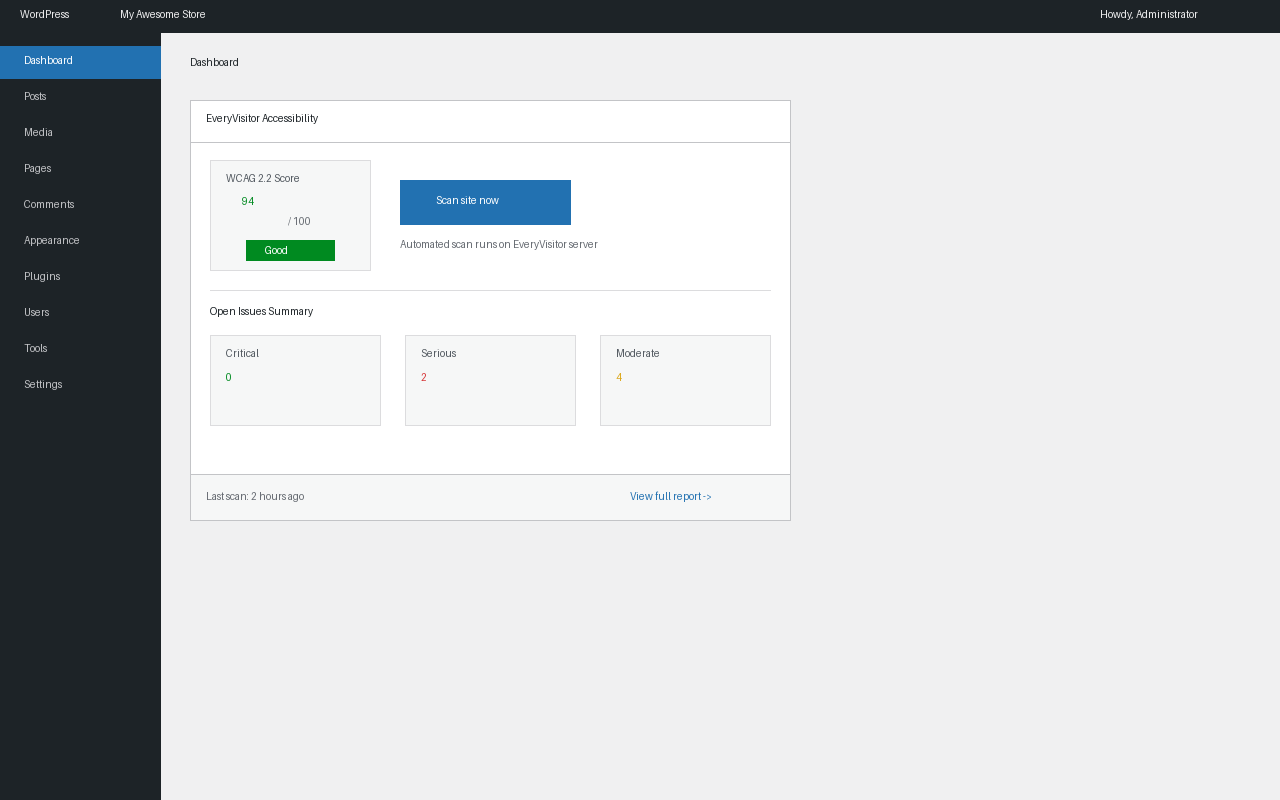 WordPress My Awesome Store Howdy, Administrator
Dashboard
Posts
Media
Pages
Comments
Appearance
Plugins
Users
Tools
Settings
Dashboard
EveryVisitor Accessibility
WCAG 2.2 Score
94
/ 100
Good
Scan site now
Automated scan runs on EveryVisitor server
Open Issues Summary
Critical
0
Serious
2
Moderate
4
Last scan: 2 hours ago
View full report ->